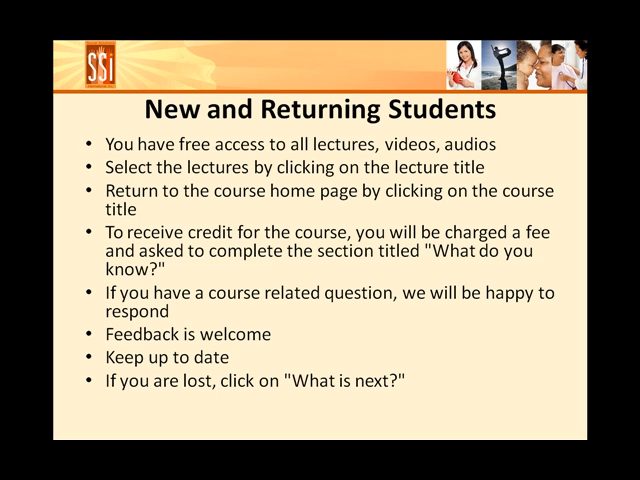 SSi
New and Returning Students
• You have free access to all lectures, videos, audios
• Select the lectures by clicking on the lecture title
• Return to the course home page by clicking on the course
title
• To receive credit for the course, you will be charged a fee
and asked to complete the section titled "What do you
know?"
• If you have a course related question, we will be happy to
respond
• Feedback is welcome
• Keep up to date
• If you are lost, click on "What is next?"